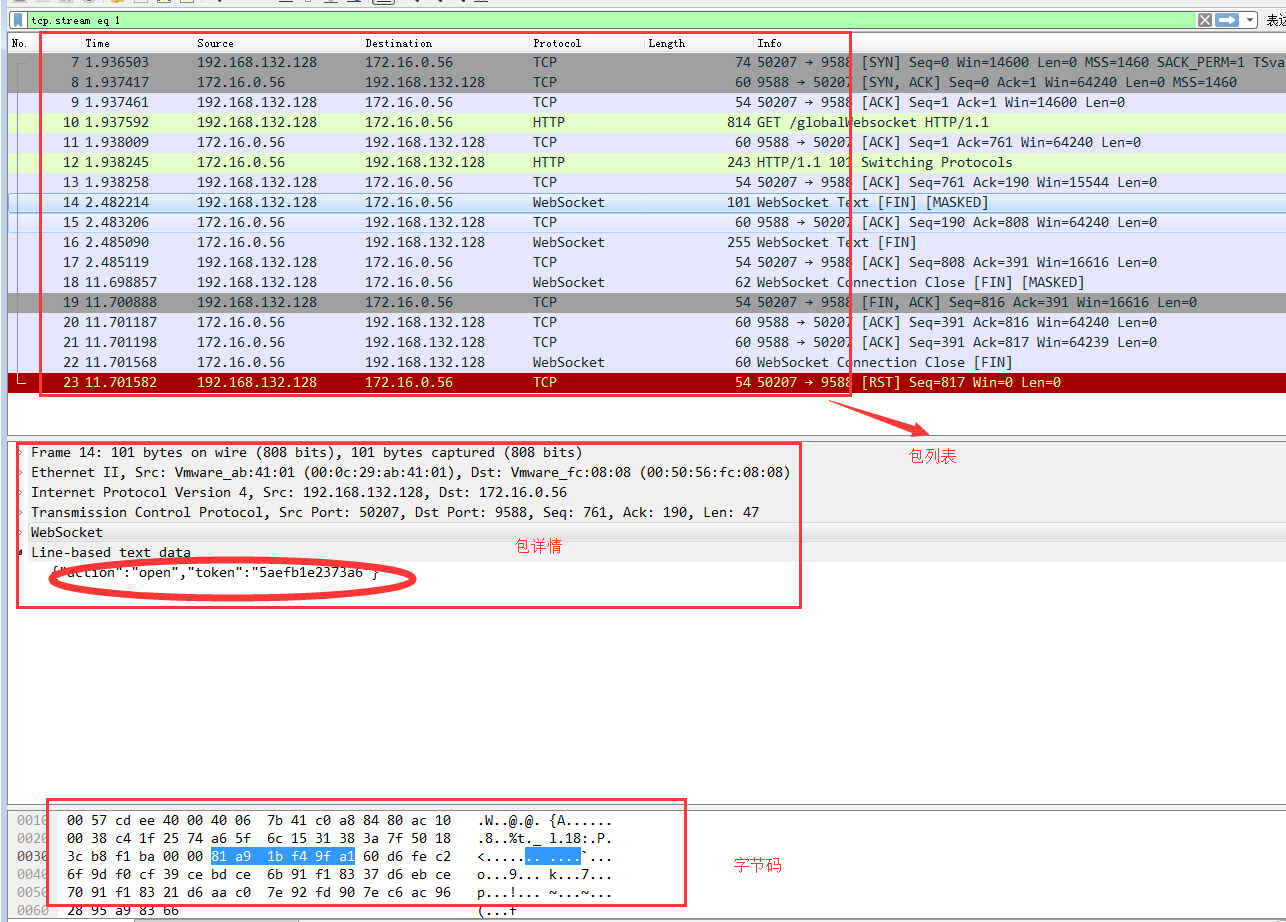 tcp.stream eq 1 表达
No. Time Source Destination Protocol Length Info
7 1.936503 192.168.132.128 172.16.0.56 TCP 74 50207 → 9588 [SYN] Seq=0 Win=14600 Len=0 MSS=1460 SACK_PERM=1 TSva
8 1.937417 172.16.0.56 192.168.132.128 TCP 60 9588 → 50207 [SYN, ACK] Seq=0 Ack=1 Win=64240 Len=0 MSS=1460
9 1.937461 192.168.132.128 172.16.0.56 TCP 54 50207 → 9588 [ACK] Seq=1 Ack=1 Win=14600 Len=0
10 1.937592 192.168.132.128 172.16.0.56 HTTP 814 GET /globalWebsocket HTTP/1.1
11 1.938009 172.16.0.56 192.168.132.128 TCP 60 9588 → 50207 [ACK] Seq=1 Ack=761 Win=64240 Len=0
12 1.938245 172.16.0.56 192.168.132.128 HTTP 243 HTTP/1.1 101 Switching Protocols
13 1.938258 192.168.132.128 172.16.0.56 TCP 54 50207 → 9588 [ACK] Seq=761 Ack=190 Win=15544 Len=0
14 2.482214 192.168.132.128 172.16.0.56 WebSocket 101 WebSocket Text [FIN] [MASKED]
15 2.483206 172.16.0.56 192.168.132.128 TCP 60 9588 → 50207 [ACK] Seq=190 Ack=808 Win=64240 Len=0
16 2.485090 172.16.0.56 192.168.132.128 WebSocket 255 WebSocket Text [FIN]
17 2.485119 192.168.132.128 172.16.0.56 TCP 54 50207 → 9588 [ACK] Seq=808 Ack=391 Win=16616 Len=0
18 11.698857 192.168.132.128 172.16.0.56 WebSocket 62 WebSocket Connection Close [FIN] [MASKED]
19 11.700888 192.168.132.128 172.16.0.56 TCP 54 50207 → 9588 [FIN, ACK] Seq=816 Ack=391 Win=16616 Len=0
20 11.701187 172.16.0.56 192.168.132.128 TCP 60 9588 → 50207 [ACK] Seq=391 Ack=816 Win=64240 Len=0
21 11.701198 172.16.0.56 192.168.132.128 TCP 60 9588 → 50207 [ACK] Seq=391 Ack=817 Win=64239 Len=0
22 11.701568 172.16.0.56 192.168.132.128 WebSocket 60 WebSocket Connection Close [FIN]
23 11.701582 192.168.132.128 172.16.0.56 TCP 54 50207 → 9588 [RST] Seq=817 Win=0 Len=0
包列表
Frame 14: 101 bytes on wire (808 bits), 101 bytes captured (808 bits)
Ethernet II, Src: Vmware_ab:41:01 (00:0c:29:ab:41:01), Dst: Vmware_fc:08:08 (00:50:56:fc:08:08)
Internet Protocol Version 4, Src: 192.168.132.128, Dst: 172.16.0.56
Transmission Control Protocol, Src Port: 50207, Dst Port: 9588, Seq: 761, Ack: 190, Len: 47
WebSocket
包详情
Line-based text data
{"action":"open","token":"5aefb1e2373a6"}
0010 00 57 cd ee 40 00 40 06 7b 41 c0 a8 84 80 ac 10 .W..@.@. {A......
0020 00 38 c4 1f 25 74 a6 5f 6c 15 31 38 3a 7f 50 18 .8..%t._ l.18:.P.
0030 3c b8 f1 ba 00 00 81 a9 1b f4 9f a1 60 d6 fe c2 <....... ....`...
0040 6f 9d f0 cf 39 ce bd ce 6b 91 f1 83 37 d6 eb ce o...9... k...7...
0050 70 91 f1 83 21 d6 aa c0 7e 92 fd 90 7e c6 ac 96 p...!... ~...~...
0060 28 95 a9 83 66 (...f
字节码